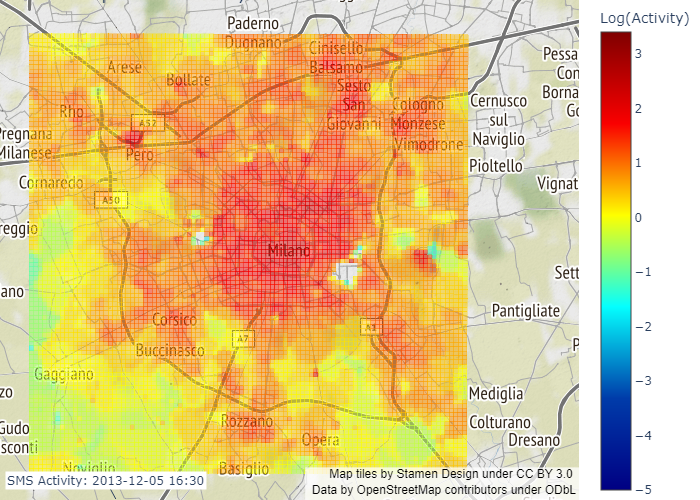 Log(Activity)
3
2
1
0
−1
−2
−3
−4
−5
Paderno
Dugnano
Cinisello
Balsamo
Sesto
San
Giovanni
Arese
Bollate
Rho
A52
Pero
Pregnana
Milanese
Cornaredo
A50
reggio
Cologno
Monzese
Vimodrone
Cernusco
sul
Naviglio
Pioltello
Pessa
Con
Borna
Go
Vignat
Milano
ano
Sett
Pantigliate
Corsico
A7
A1
Buccinasco
Gaggiano
P
zo
Gudo
sconti
Mediglia
Colturano
Dresano
Rozzano
Opera
Noviglio
Basiglio
SMS Activity: 2013-12-05 16:30
Map tiles by Stamen Design under CC BY 3.0
Data by OpenStreetMap contributors under ODbL